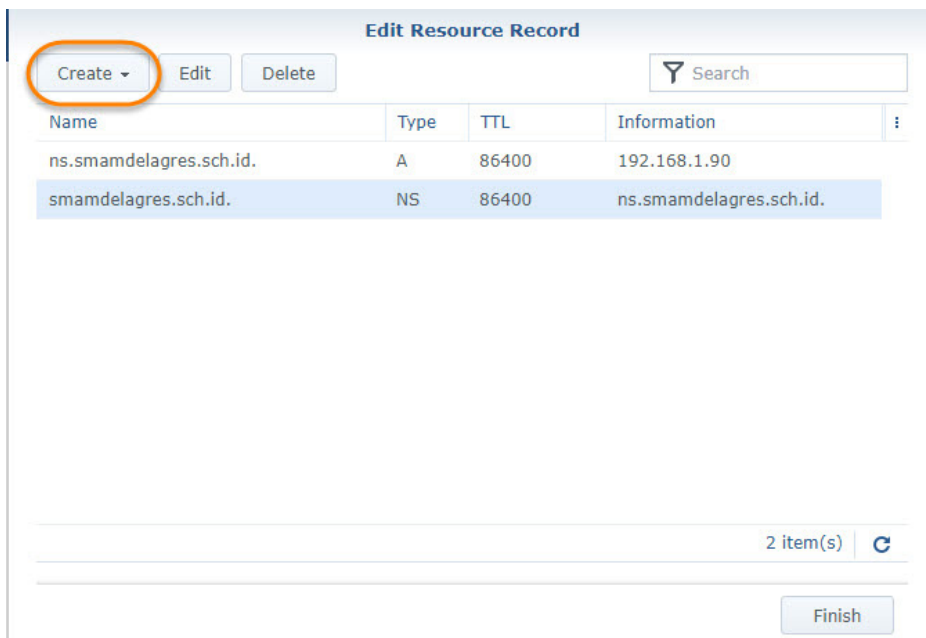 Edit Resource Record
Create Edit Delete Search
Name Type TTL Information
ns.smamdelagres.sch.id. A 86400 192.168.1.90
smamdelagres.sch.id. NS 86400 ns.smamdelagres.sch.id.
2 item(s)
Finish